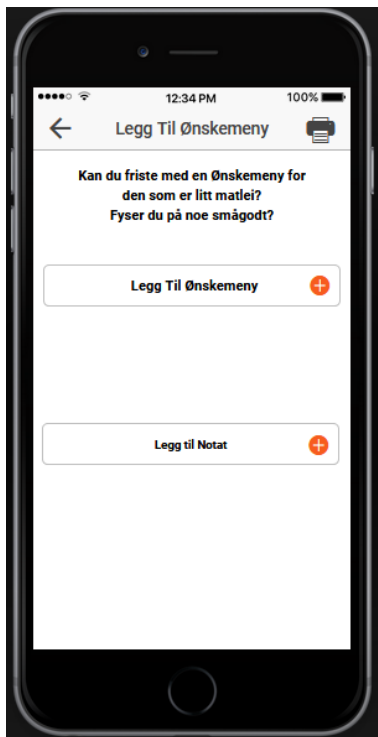 12:34 PM 100%
Legg Til Ønskemeny
Kan du friste med en Ønskemeny for
den som er litt matlei?
Fyser du på noe smågodt?
Legg Til Ønskemeny
Legg til Notat